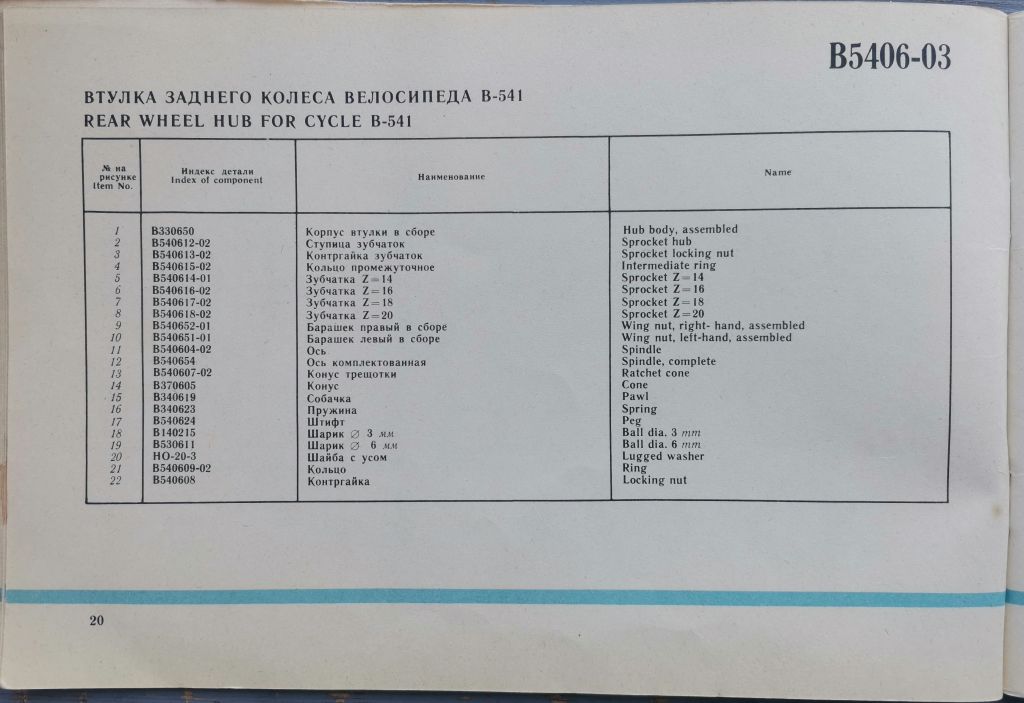 B5406-03
ВТУЛКА ЗАДНЕГО КОЛЕСА ВЕЛОСИПЕДА В-541
REAR WHEEL HUB FOR CYCLE B-541
№ на рисунке Item No. Индекс детали Index of component Наименование Name
1 B330650 Корпус втулки в сборе Hub body, assembled
2 B540612-02 Ступица зубчаток Sprocket hub
3 B540613-02 Контргайка зубчаток Sprocket locking nut
4 B540615-02 Кольцо промежуточное Intermediate ring
5 B540614-01 Зубчатка Z=14 Sprocket Z=14
6 B540616-02 Зубчатка Z=16 Sprocket Z=16
7 B540617-02 Зубчатка Z=18 Sprocket Z=18
8 B540618-02 Зубчатка Z=20 Sprocket Z=20
9 B540652-01 Барашек правый в сборе Wing nut, right- hand, assembled
10 B540651-01 Барашек левый в сборе Wing nut, left-hand, assembled
11 B540604-02 Ось Spindle
12 B540654 Ось комплектованная Spindle, complete
13 B540607-02 Конус трещотки Ratchet cone
14 B370605 Конус Cone
15 B340619 Собачка Pawl
16 B340623 Пружина Spring
17 B540624 Штифт Peg
18 B140215 Шарик ∅ 3 мм Ball dia. 3 mm
19 B530611 Шарик ∅ 6 мм Ball dia. 6 mm
20 НО-20-3 Шайба с усом Lugged washer
21 B540609-02 Кольцо Ring
22 B540608 Контргайка Locking nut
20